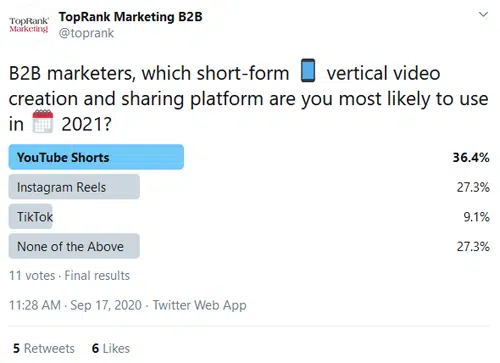 TopRank Marketing
TopRank Marketing B2B
@toprank
B2B marketers, which short-form 📱 vertical video
creation and sharing platform are you most likely to use
in 🗓 2021?
YouTube Shorts 36.4%
Instagram Reels 27.3%
TikTok 9.1%
None of the Above 27.3%
11 votes · Final results
11:28 AM · Sep 17, 2020 · Twitter Web App
5 Retweets 6 Likes